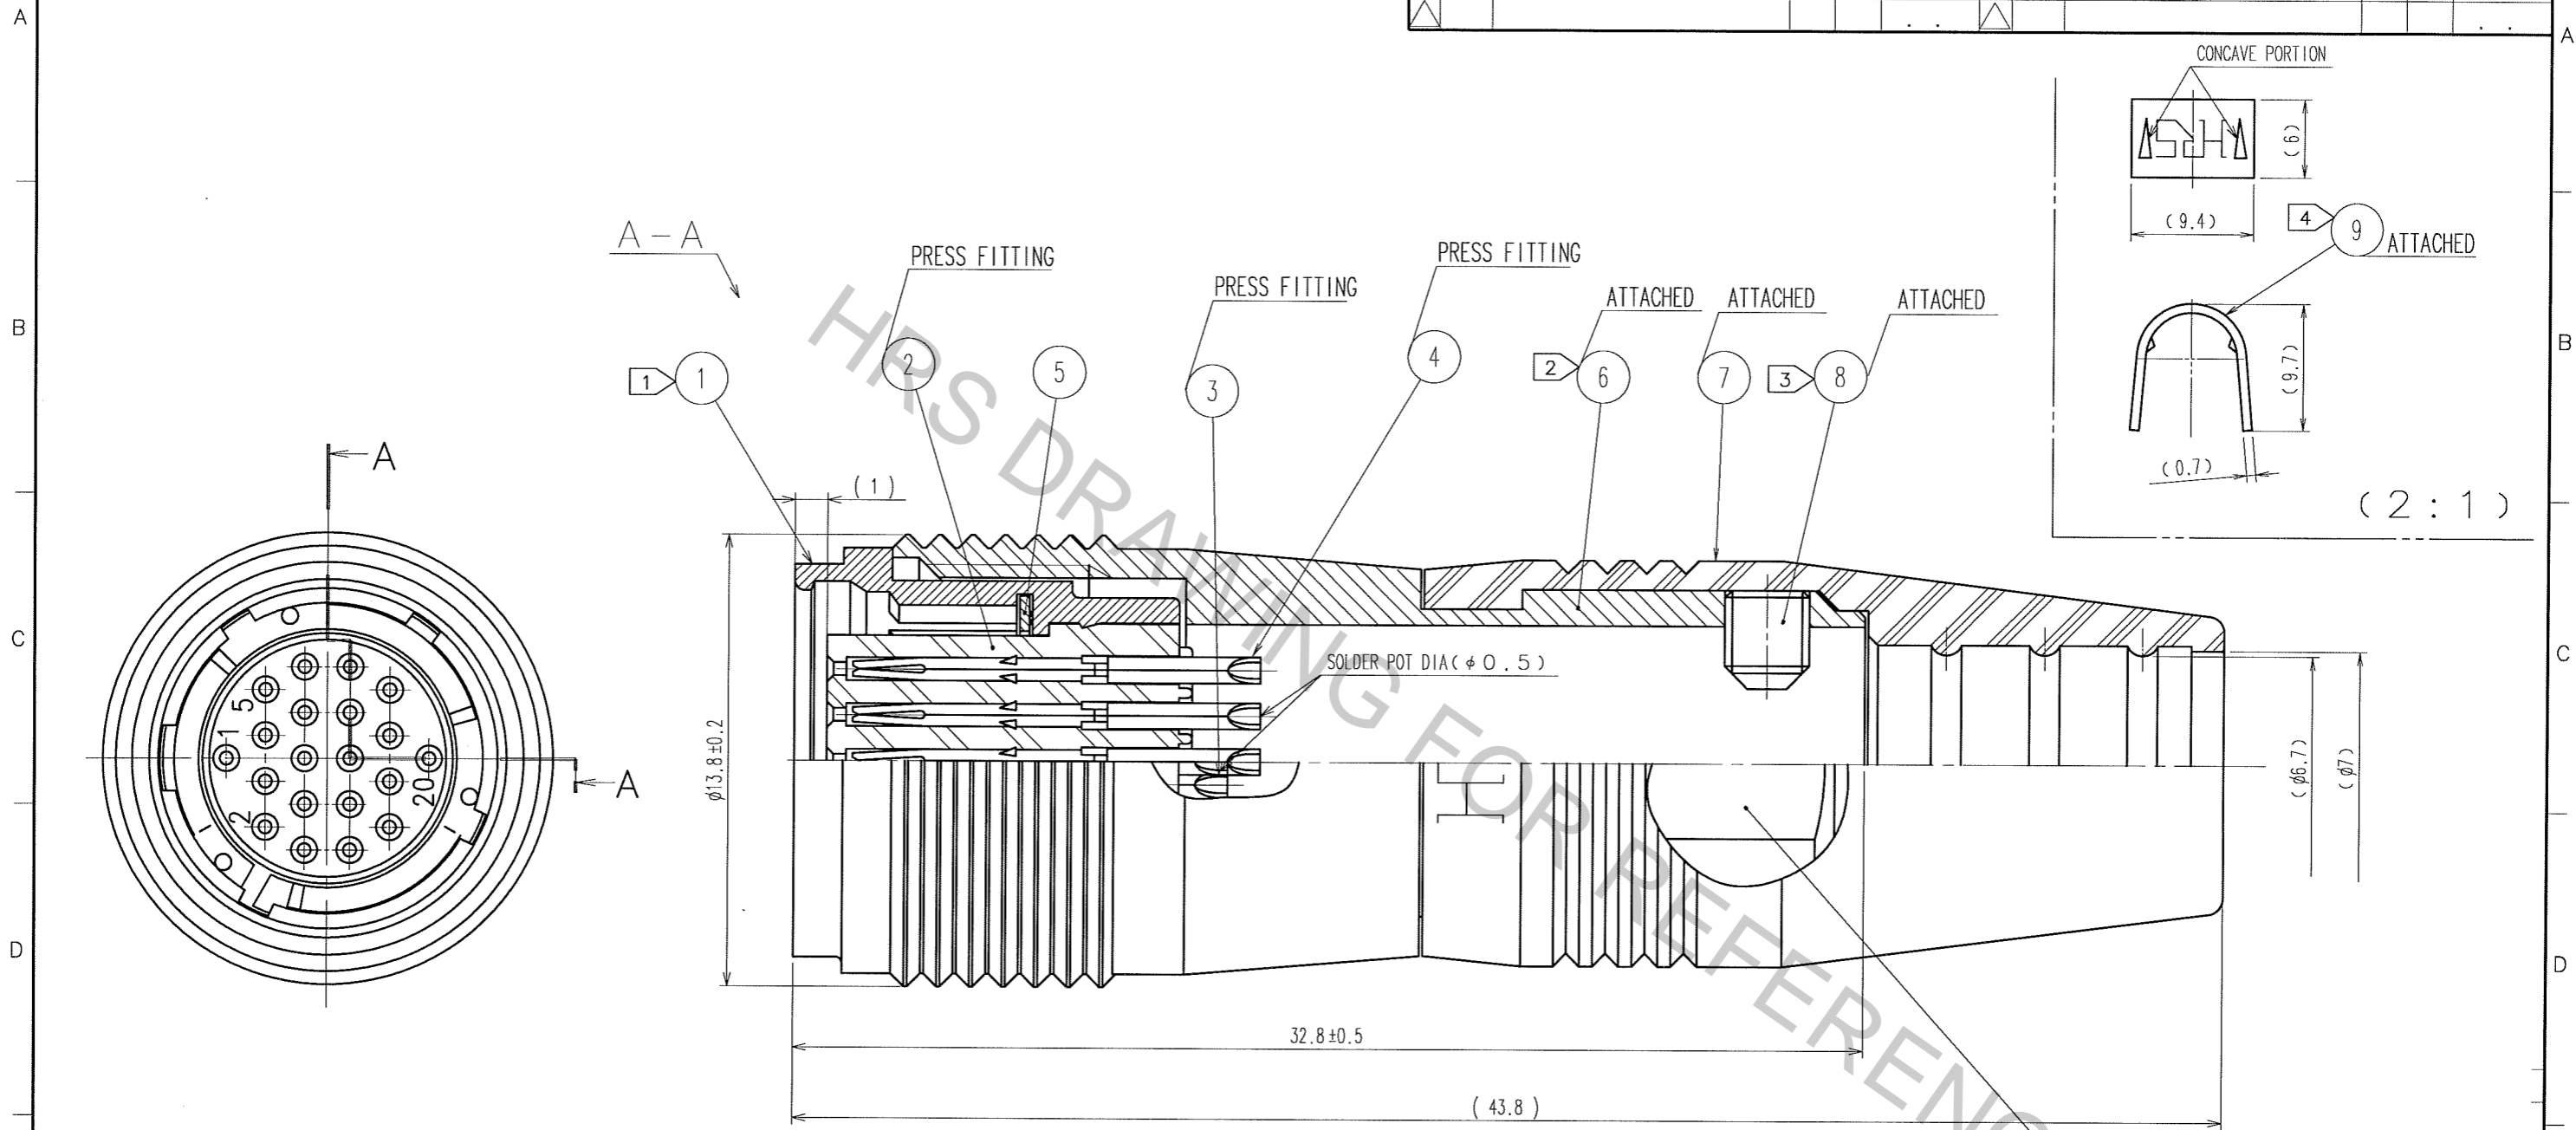 A
A
CONCAVE PORTION
HRS
(6)
(9.4)
4
9
ATTACHED
(9.7)
(0.7)
(2:1)
A-A
PRESS FITTING
PRESS FITTING
PRESS FITTING
ATTACHED
ATTACHED
ATTACHED
B
B
1
1
2
5
3
4
2
6
7
3
8
A
(1)
C
C
SOLDER POT DIA(φ0.5)
5
1
2
20
A
φ13.8±0.2
(φ6.7)
(φ7)
H
D
D
32.8±0.5
(43.8)
HRS DRAWING FOR REFERENC